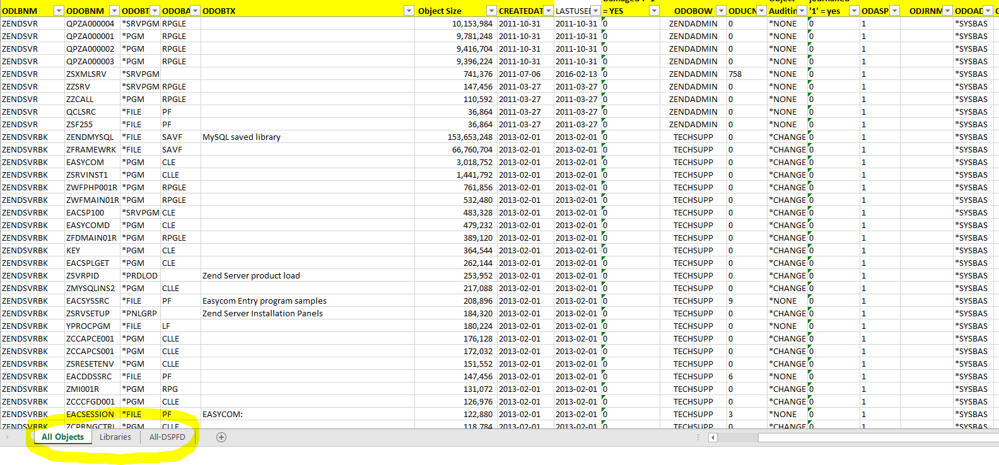 Damaged ? '1' Object journalled
ODLBNM ODOBNM ODOBT ODOBA ODOBTX Object Size CREATEDAT LASTUSED = YES ODOBOW ODUCN Auditin '1' = yes ODASP ODJRNM ODOAD
ZENDSVR QPZA000004 *SRVPGM RPGLE 10,153,984 2011-10-31 2011-10-31 0 ZENDADMIN 0 *NONE 0 1 *SYSBAS
ZENDSVR QPZA000001 *PGM RPGLE 9,781,248 2011-10-31 2011-10-31 0 ZENDADMIN 0 *NONE 0 1 *SYSBAS
ZENDSVR QPZA000002 *PGM RPGLE 9,416,704 2011-10-31 2011-10-31 0 ZENDADMIN 0 *NONE 0 1 *SYSBAS
ZENDSVR QPZA000003 *PGM RPGLE 9,396,224 2011-10-31 2011-10-31 0 ZENDADMIN 0 *NONE 0 1 *SYSBAS
ZENDSVR ZSXMLSRV *SRVPGM 741,376 2011-07-06 2016-02-13 0 ZENDADMIN 758 *NONE 0 1 *SYSBAS
ZENDSVR ZZSRV *SRVPGM RPGLE 147,456 2011-03-27 2011-03-27 0 ZENDADMIN 0 *NONE 0 1 *SYSBAS
ZENDSVR ZZCALL *PGM RPGLE 110,592 2011-03-27 2011-03-27 0 ZENDADMIN 0 *NONE 0 1 *SYSBAS
ZENDSVR QCLSRC *FILE PF 36,864 2011-03-27 2011-03-27 0 ZENDADMIN 0 *NONE 0 1 *SYSBAS
ZENDSVR ZSF255 *FILE PF 36,864 2011-03-27 2011-03-27 0 ZENDADMIN 0 *NONE 0 1 *SYSBAS
ZENDSVRBK ZENDMYSQL *FILE SAVF MySQL saved library 153,653,248 2013-02-01 2013-02-01 0 TECHSUPP 0 *CHANGE 0 1 *SYSBAS
ZENDSVRBK ZFRAMEWRK *FILE SAVF 66,760,704 2013-02-01 2013-02-01 0 TECHSUPP 0 *CHANGE 0 1 *SYSBAS
ZENDSVRBK EASYCOM *PGM CLE 3,018,752 2013-02-01 2013-02-01 0 TECHSUPP 0 *CHANGE 0 1 *SYSBAS
ZENDSVRBK ZSRVINST1 *PGM CLLE 1,441,792 2013-02-01 2013-02-01 0 TECHSUPP 0 *CHANGE 0 1 *SYSBAS
ZENDSVRBK ZWFPHP001R *PGM RPGLE 761,856 2013-02-01 2013-02-01 0 TECHSUPP 0 *CHANGE 0 1 *SYSBAS
ZENDSVRBK ZWFMAIN01R *PGM RPGLE 532,480 2013-02-01 2013-02-01 0 TECHSUPP 0 *CHANGE 0 1 *SYSBAS
ZENDSVRBK EACSP100 *SRVPGM CLE 483,328 2013-02-01 2013-02-01 0 TECHSUPP 0 *CHANGE 0 1 *SYSBAS
ZENDSVRBK EASYCOMD *PGM CLE 479,232 2013-02-01 2013-02-01 0 TECHSUPP 0 *CHANGE 0 1 *SYSBAS
ZENDSVRBK ZFDMAIN01R *PGM RPGLE 389,120 2013-02-01 2013-02-01 0 TECHSUPP 0 *CHANGE 0 1 *SYSBAS
ZENDSVRBK KEY *PGM CLE 364,544 2013-02-01 2013-02-01 0 TECHSUPP 0 *CHANGE 0 1 *SYSBAS
ZENDSVRBK EACSPLGET *PGM CLE 262,144 2013-02-01 2013-02-01 0 TECHSUPP 0 *CHANGE 0 1 *SYSBAS
ZENDSVRBK ZSVRPID *PRDLOD Zend Server product load 253,952 2013-02-01 2013-02-01 0 TECHSUPP 0 *CHANGE 0 1 *SYSBAS
ZENDSVRBK ZMYSQLINS2 *PGM CLLE 217,088 2013-02-01 2013-02-01 0 TECHSUPP 0 *CHANGE 0 1 *SYSBAS
ZENDSVRBK EACSYSSRC *FILE PF Easycom Entry program samples 208,896 2013-02-01 2013-02-01 0 TECHSUPP 9 *NONE 0 1 *SYSBAS
ZENDSVRBK ZSRVSETUP *PNLGRP Zend Server Installation Panels 184,320 2013-02-01 2013-02-01 0 TECHSUPP 0 *CHANGE 0 1 *SYSBAS
ZENDSVRBK YPROCPGM *FILE LF 180,224 2013-02-01 2013-02-01 0 TECHSUPP 0 *NONE 0 1 *SYSBAS
ZENDSVRBK ZCCAPCE001 *PGM CLLE 176,128 2013-02-01 2013-02-01 0 TECHSUPP 0 *CHANGE 0 1 *SYSBAS
ZENDSVRBK ZCCAPCS001 *PGM CLLE 172,032 2013-02-01 2013-02-01 0 TECHSUPP 0 *CHANGE 0 1 *SYSBAS
ZENDSVRBK ZSRESETENV *PGM CLLE 151,552 2013-02-01 2013-02-01 0 TECHSUPP 0 *CHANGE 0 1 *SYSBAS
ZENDSVRBK EACDDSSRC *FILE PF 147,456 2013-02-01 2013-02-01 0 TECHSUPP 6 *NONE 0 1 *SYSBAS
ZENDSVRBK ZMI001R *PGM RPG 131,072 2013-02-01 2013-02-01 0 TECHSUPP 0 *CHANGE 0 1 *SYSBAS
ZENDSVRBK ZCCCFGD001 *PGM CLLE 126,976 2013-02-01 2013-02-01 0 TECHSUPP 0 *CHANGE 0 1 *SYSBAS
ZENDSVRBK EACSESSION *FILE PF EASYCOM: 122,880 2013-02-01 2013-02-01 0 TECHSUPP 3 *NONE 0 1 *SYSBAS
ZENDSVRBK ZCPRNGCTRL *PGM CLLE 118,784 2013-02-01 2013-02-01 0 TECHSUPP 0 *CHANGE 0 1 *SYSBAS
All Objects Libraries All-DSPFD